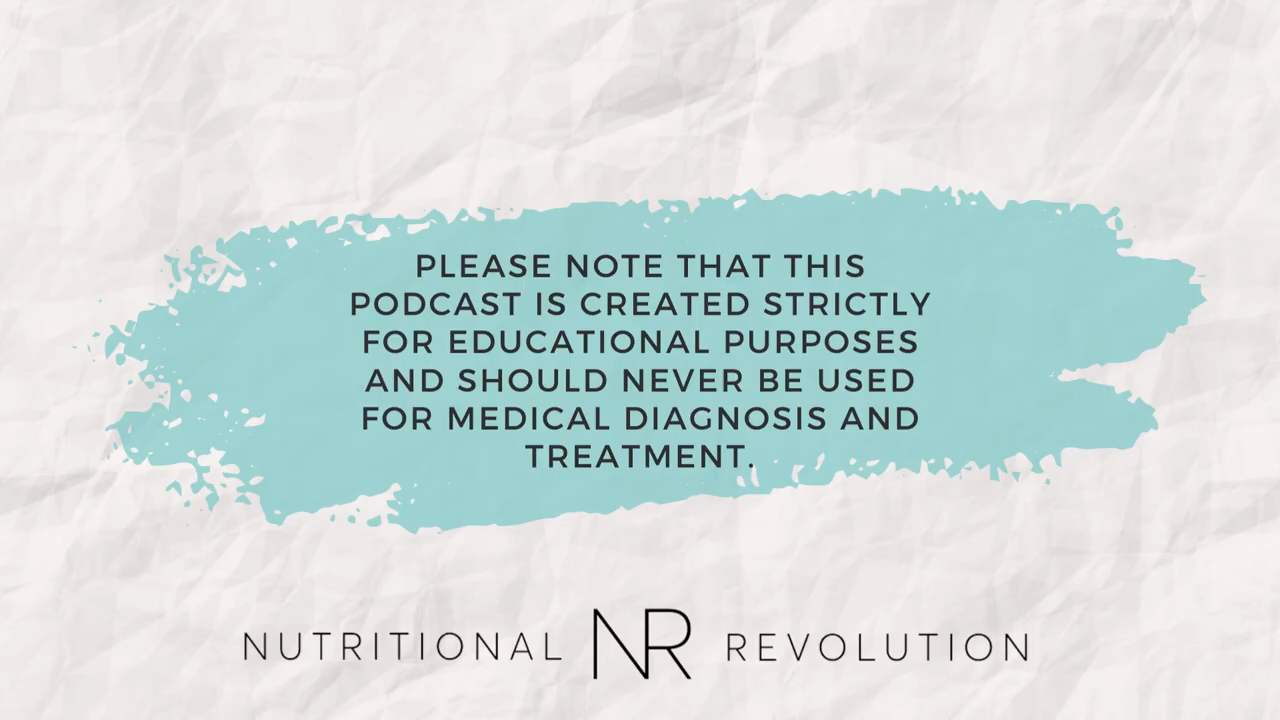 PLEASE NOTE THAT THIS
PODCAST IS CREATED STRICTLY
FOR EDUCATIONAL PURPOSES
AND SHOULD NEVER BE USED
FOR MEDICAL DIAGNOSIS AND
TREATMENT.
NUTRITIONAL NR REVOLUTION